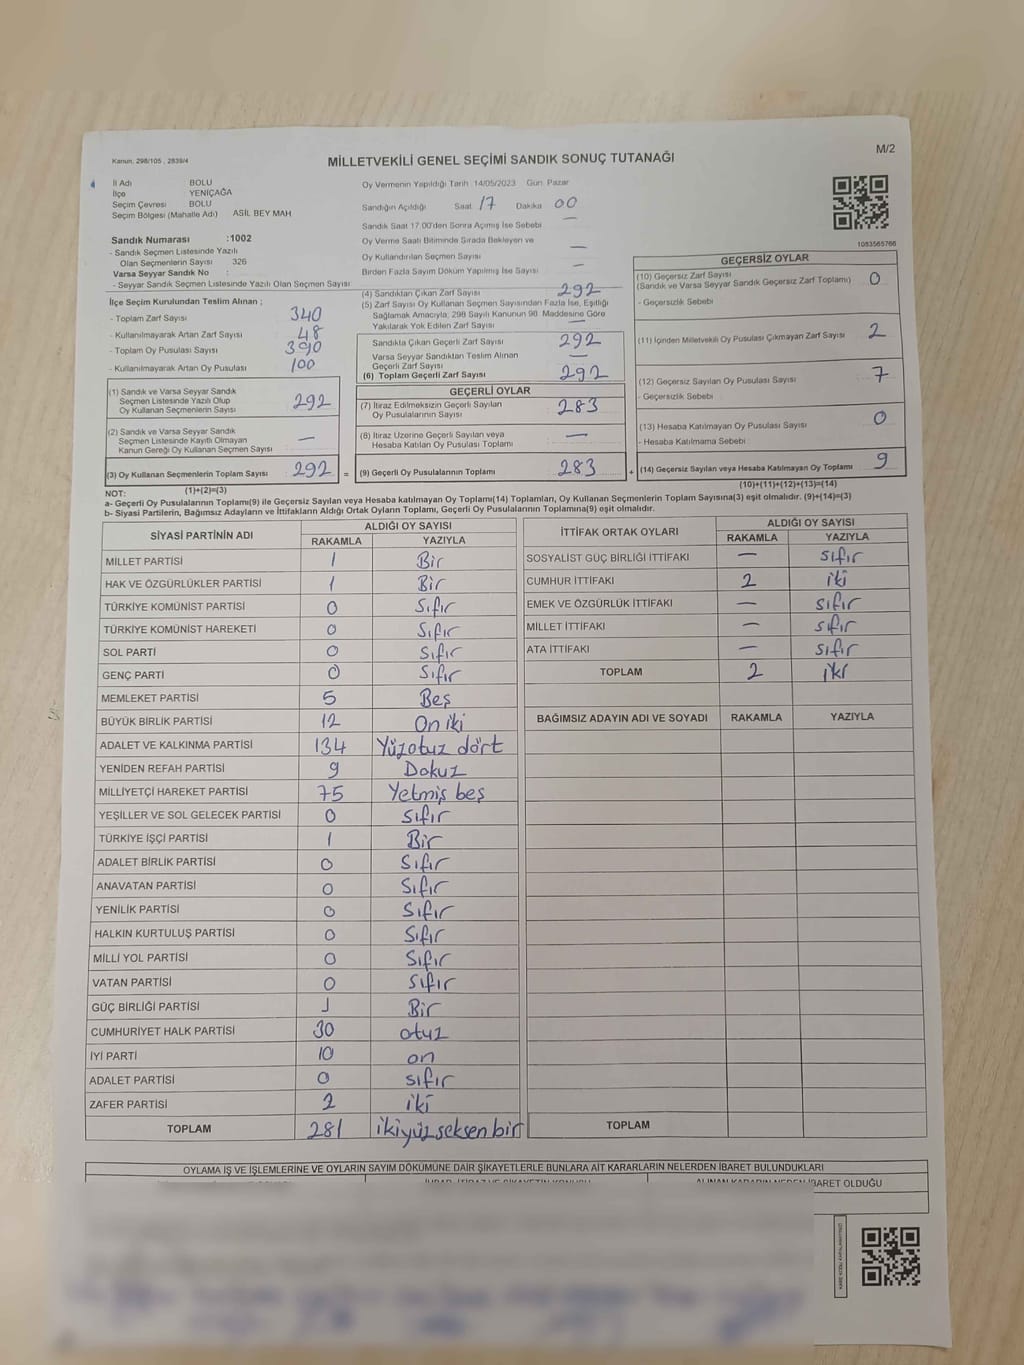 Kanun, 298/105 , 2839/4
MİLLETVEKİLİ GENEL SEÇİMİ SANDIK SONUÇ TUTANAĞI
M/2
İl Adı : BOLU
İlçe : YENİÇAĞA
Seçim Çevresi : BOLU
Seçim Bölgesi (Mahalle Adı) : ASİL BEY MAH
Sandık Numarası :1002
- Sandık Seçmen Listesinde Yazılı
Olan Seçmenlerin Sayısı : 326
Varsa Seyyar Sandık No :
- Seyyar Sandık Seçmen Listesinde Yazılı Olan Seçmen Sayısı
Oy Vermenin Yapıldığı Tarih 14/05/2023 Gün Pazar
Sandığın Açıldığı Saat 17 Dakika 00
Sandık Saat 17.00'den Sonra Açılmış İse Sebebi —
Oy Verme Saati Bitiminde Sırada Bekleyen ve
Oy Kullandırılan Seçmen Sayısı —
Birden Fazla Sayım Döküm Yapılmış İse Sayısı —
1083565766
İlçe Seçim Kurulundan Teslim Alınan ;
- Toplam Zarf Sayısı 340
- Kullanılmayarak Artan Zarf Sayısı 48
- Toplam Oy Pusulası Sayısı 390
- Kullanılmayarak Artan Oy Pusulası 100
(1) Sandık ve Varsa Seyyar Sandık
Seçmen Listesinde Yazılı Olup
Oy Kullanan Seçmenlerin Sayısı 292
(2) Sandık ve Varsa Seyyar Sandık
Seçmen Listesinde Kayıtlı Olmayan
Kanun Gereği Oy Kullanan Seçmen Sayısı —
(3) Oy Kullanan Seçmenlerin Toplam Sayısı 292 =
(1)+(2)=(3)
(4) Sandıktan Çıkan Zarf Sayısı 292
(5) Zarf Sayısı Oy Kullanan Seçmen Sayısından Fazla İse, Eşitliği
Sağlamak Amacıyla, 298 Sayılı Kanunun 98. Maddesine Göre
Yakılarak Yok Edilen Zarf Sayısı —
Sandıkta Çıkan Geçerli Zarf Sayısı 292
Varsa Seyyar Sandıktan Teslim Alınan
Geçerli Zarf Sayısı —
(6) Toplam Geçerli Zarf Sayısı 292
GEÇERLİ OYLAR
(7) İtiraz Edilmeksizin Geçerli Sayılan
Oy Pusulalarının Sayısı 283
(8) İtiraz Üzerine Geçerli Sayılan veya
Hesaba Katılan Oy Pusulası Toplamı —
(9) Geçerli Oy Pusulalarının Toplamı 283 +
GEÇERSİZ OYLAR
(10) Geçersiz Zarf Sayısı
(Sandık ve Varsa Seyyar Sandık Geçersiz Zarf Toplamı) 0
- Geçersizlik Sebebi
(11) İçinden Milletvekili Oy Pusulası Çıkmayan Zarf Sayısı 2
(12) Geçersiz Sayılan Oy Pusulası Sayısı 7
- Geçersizlik Sebebi
(13) Hesaba Katılmayan Oy Pusulası Sayısı 0
- Hesaba Katılmama Sebebi
(14) Geçersiz Sayılan veya Hesaba Katılmayan Oy Toplamı 9
(10)+(11)+(12)+(13)=(14)
NOT:
a- Geçerli Oy Pusulalarının Toplamı(9) ile Geçersiz Sayılan veya Hesaba katılmayan Oy Toplamı(14) Toplamları, Oy Kullanan Seçmenlerin Toplam Sayısına(3) eşit olmalıdır. (9)+(14)=(3)
b- Siyasi Partilerin, Bağımsız Adayların ve İttifakların Aldığı Ortak Oyların Toplamı, Geçerli Oy Pusulalarının Toplamına(9) eşit olmalıdır.
SİYASİ PARTİNİN ADI ALDIĞI OY SAYISI
RAKAMLA YAZIYLA
MİLLET PARTİSİ 1 Bir
HAK VE ÖZGÜRLÜKLER PARTİSİ 1 Bir
TÜRKİYE KOMÜNİST PARTİSİ 0 Sıfır
TÜRKİYE KOMÜNİST HAREKETİ 0 Sıfır
SOL PARTİ 0 Sıfır
GENÇ PARTİ 0 Sıfır
MEMLEKET PARTİSİ 5 Beş
BÜYÜK BİRLİK PARTİSİ 12 On iki
ADALET VE KALKINMA PARTİSİ 134 Yüzotuz dört
YENİDEN REFAH PARTİSİ 9 Dokuz
MİLLİYETÇİ HAREKET PARTİSİ 75 Yetmiş beş
YEŞİLLER VE SOL GELECEK PARTİSİ 0 Sıfır
TÜRKİYE İŞÇİ PARTİSİ 1 Bir
ADALET BİRLİK PARTİSİ 0 Sıfır
ANAVATAN PARTİSİ 0 Sıfır
YENİLİK PARTİSİ 0 Sıfır
HALKIN KURTULUŞ PARTİSİ 0 Sıfır
MİLLİ YOL PARTİSİ 0 Sıfır
VATAN PARTİSİ 0 Sıfır
GÜÇ BİRLİĞİ PARTİSİ 1 Bir
CUMHURİYET HALK PARTİSİ 30 otuz
İYİ PARTİ 10 on
ADALET PARTİSİ 0 sıfır
ZAFER PARTİSİ 2 iki
TOPLAM 281 ikiyüz seksen bir
İTTİFAK ORTAK OYLARI ALDIĞI OY SAYISI
RAKAMLA YAZIYLA
SOSYALİST GÜÇ BİRLİĞİ İTTİFAKI — sıfır
CUMHUR İTTİFAKI 2 iki
EMEK VE ÖZGÜRLÜK İTTİFAKI — sıfır
MİLLET İTTİFAKI — sıfır
ATA İTTİFAKI — sıfır
TOPLAM 2 iki
BAĞIMSIZ ADAYIN ADI VE SOYADI RAKAMLA YAZIYLA
TOPLAM
OYLAMA İŞ VE İŞLEMLERİNE VE OYLARIN SAYIM DÖKÜMÜNE DAİR ŞİKAYETLERLE BUNLARA AİT KARARLARIN NELERDEN İBARET BULUNDUKLARI
ALINAN KARARIN NEDEN İBARET OLDUĞU